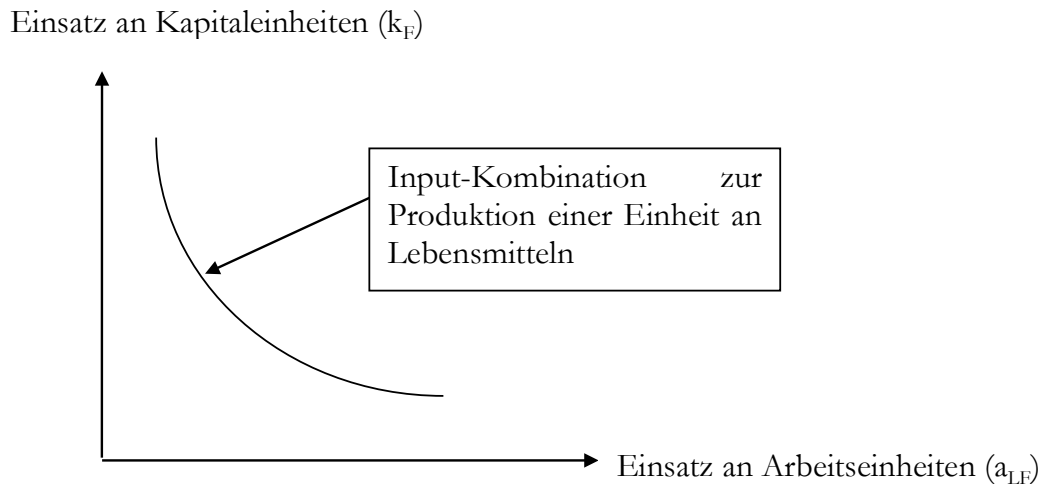 Einsatz an Kapitaleinheiten (k_F)
Input-Kombination zur
Produktion einer Einheit an
Lebensmitteln
Einsatz an Arbeitseinheiten (a_LF)